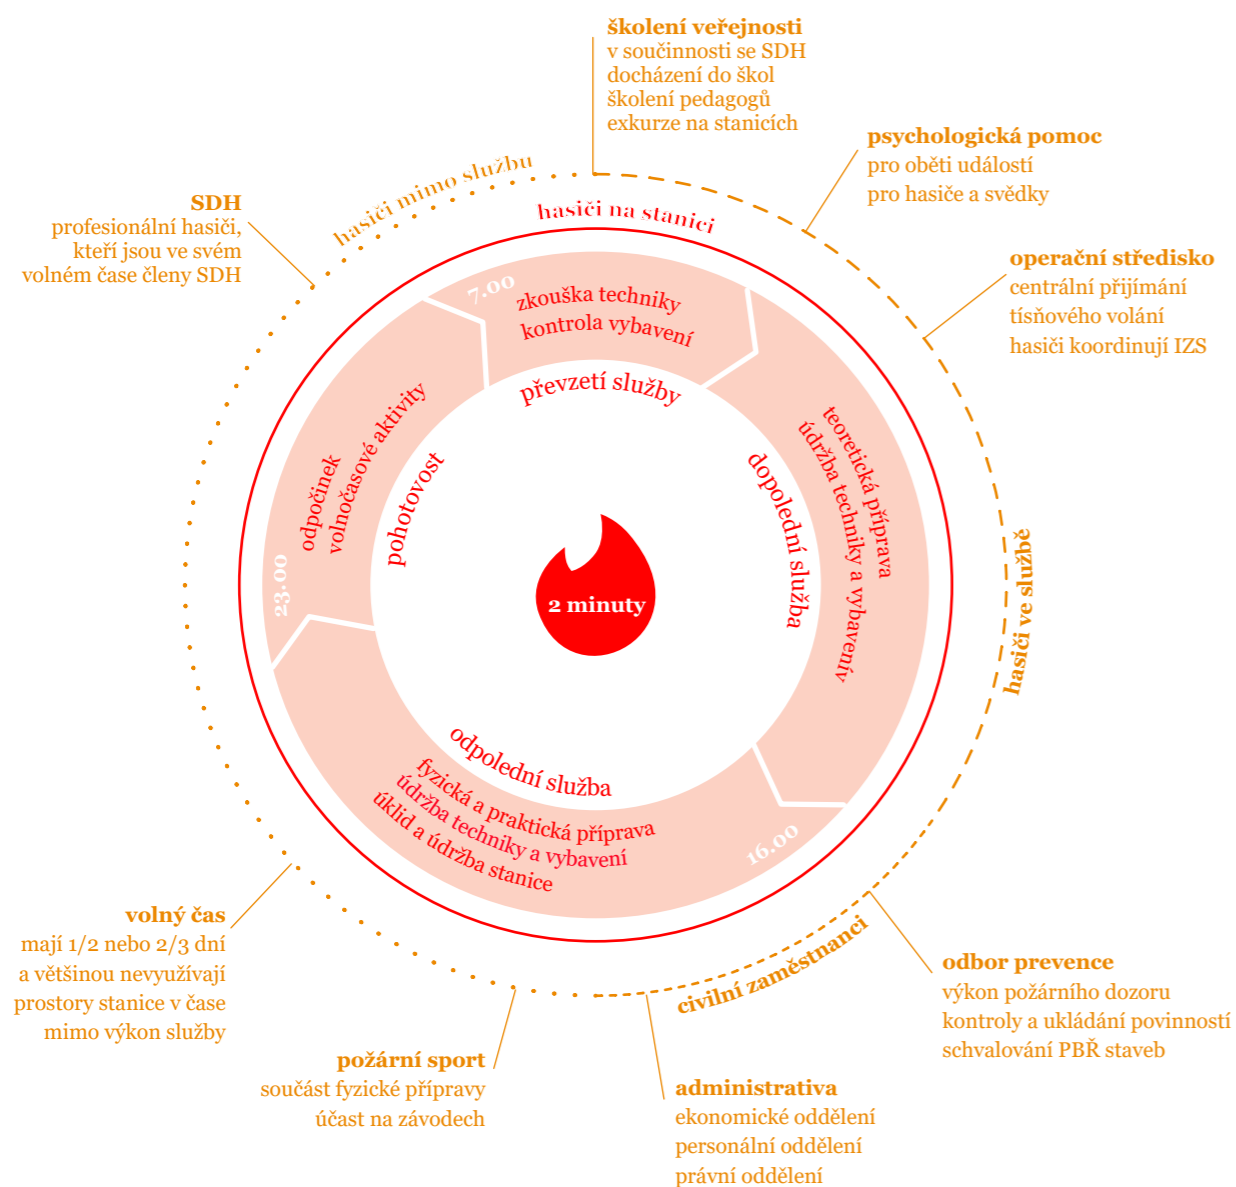 školení veřejnosti
v součinnosti se SDH
docházení do škol
školení pedagogů
exkurze na stanicích
psychologická pomoc
pro oběti událostí
pro hasiče a svědky
operační středisko
centrální přijímání
tísňového volání
hasiči koordinují IZS
SDH
profesionální hasiči,
kteří jsou ve svém
volném čase členy SDH
hasiči mimo službu
hasiči na stanici
hasiči ve službě
civilní zaměstnanci
7.00
zkouška techniky
kontrola vybavení
převzetí služby
teoretická příprava
údržba techniky a vybavenív
dopolední služba
16.00
odpolední služba
fyzická a praktická příprava
údržba techniky a vybavení
úklid a údržba stanice
23.00
odpočinek
volnočasové aktivity
pohotovost
2 minuty
volný čas
mají 1/2 nebo 2/3 dní
a většinou nevyužívají
prostory stanice v čase
mimo výkon služby
požární sport
součást fyzické přípravy
účast na závodech
administrativa
ekonomické oddělení
personální oddělení
právní oddělení
odbor prevence
výkon požárního dozoru
kontroly a ukládání povinností
schvalování PBŘ staveb